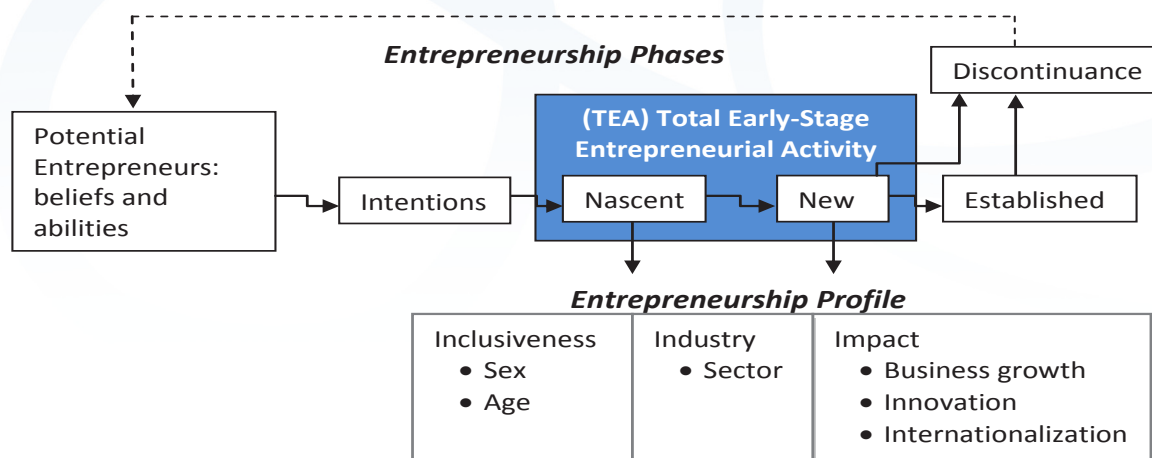 Entrepreneurship Phases
Discontinuance
(TEA) Total Early-Stage
Entrepreneurial Activity
Potential
Entrepreneurs:
beliefs and
abilities
Intentions
Nascent
New
Established
Entrepreneurship Profile
Inclusiveness
• Sex
• Age
Industry
• Sector
Impact
• Business growth
• Innovation
• Internationalization